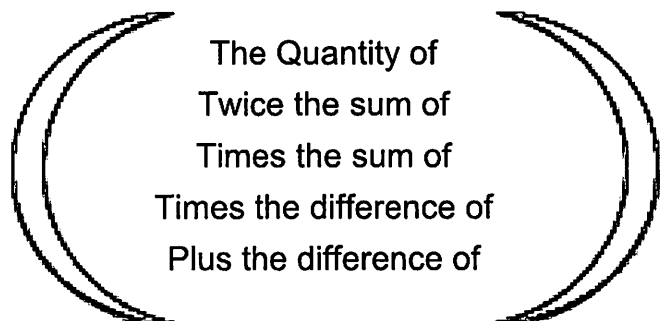 The Quantity of
Twice the sum of
Times the sum of
Times the difference of
Plus the difference of